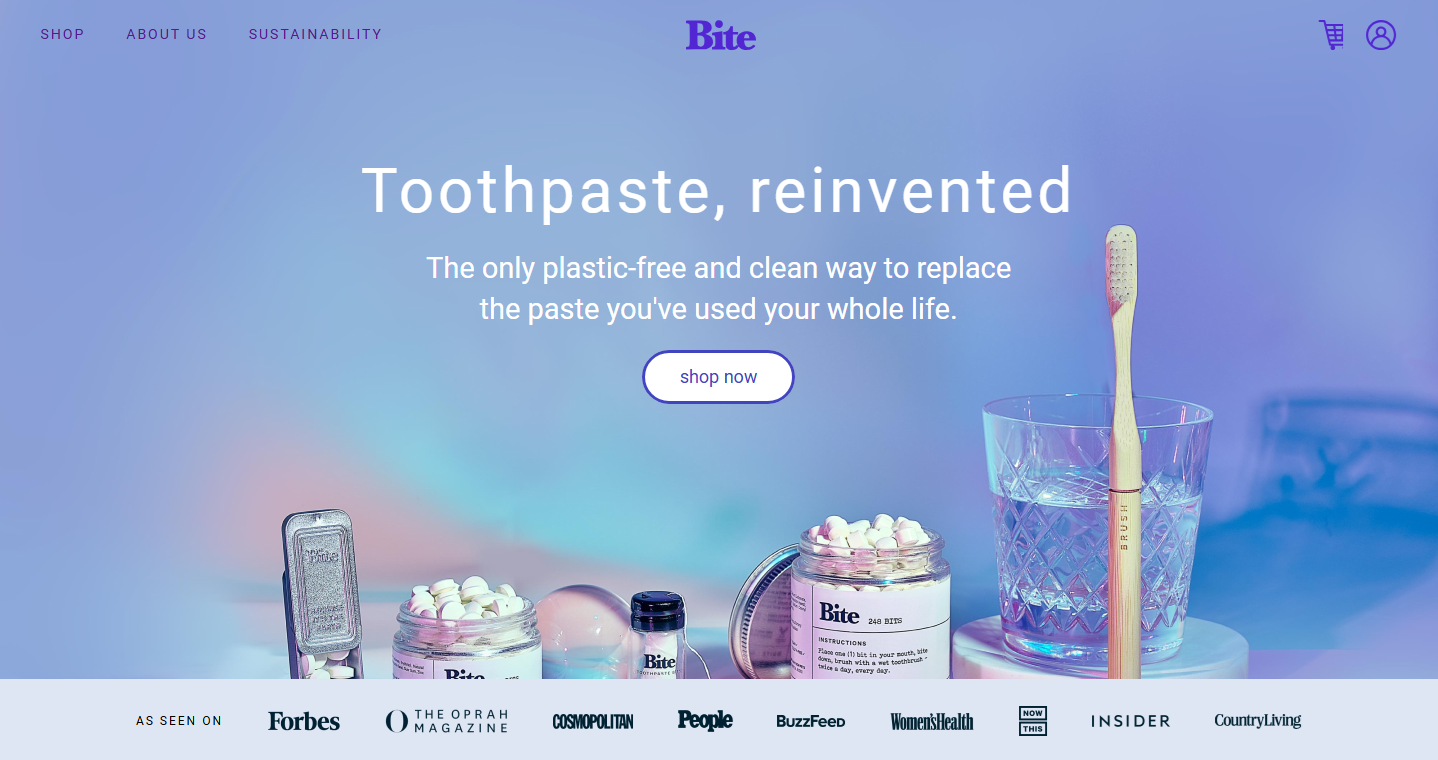 SHOP
ABOUT US
SUSTAINABILITY
Bite
Toothpaste, reinvented
The only plastic-free and clean way to replace
the paste you've used your whole life.
shop now
Bite
BRUSH
Bite
248 BITS
INSTRUCTIONS
Place one (1) bit in your mouth, bite
down, brush with a wet toothbrush -
twice a day, every day.
Bite
Bite
AS SEEN ON
Forbes
THE OPRAH
MAGAZINE
COSMOPOLITAN
People
BuzzFeed
Women'sHealth
NOW
THIS
INSIDER
CountryLiving